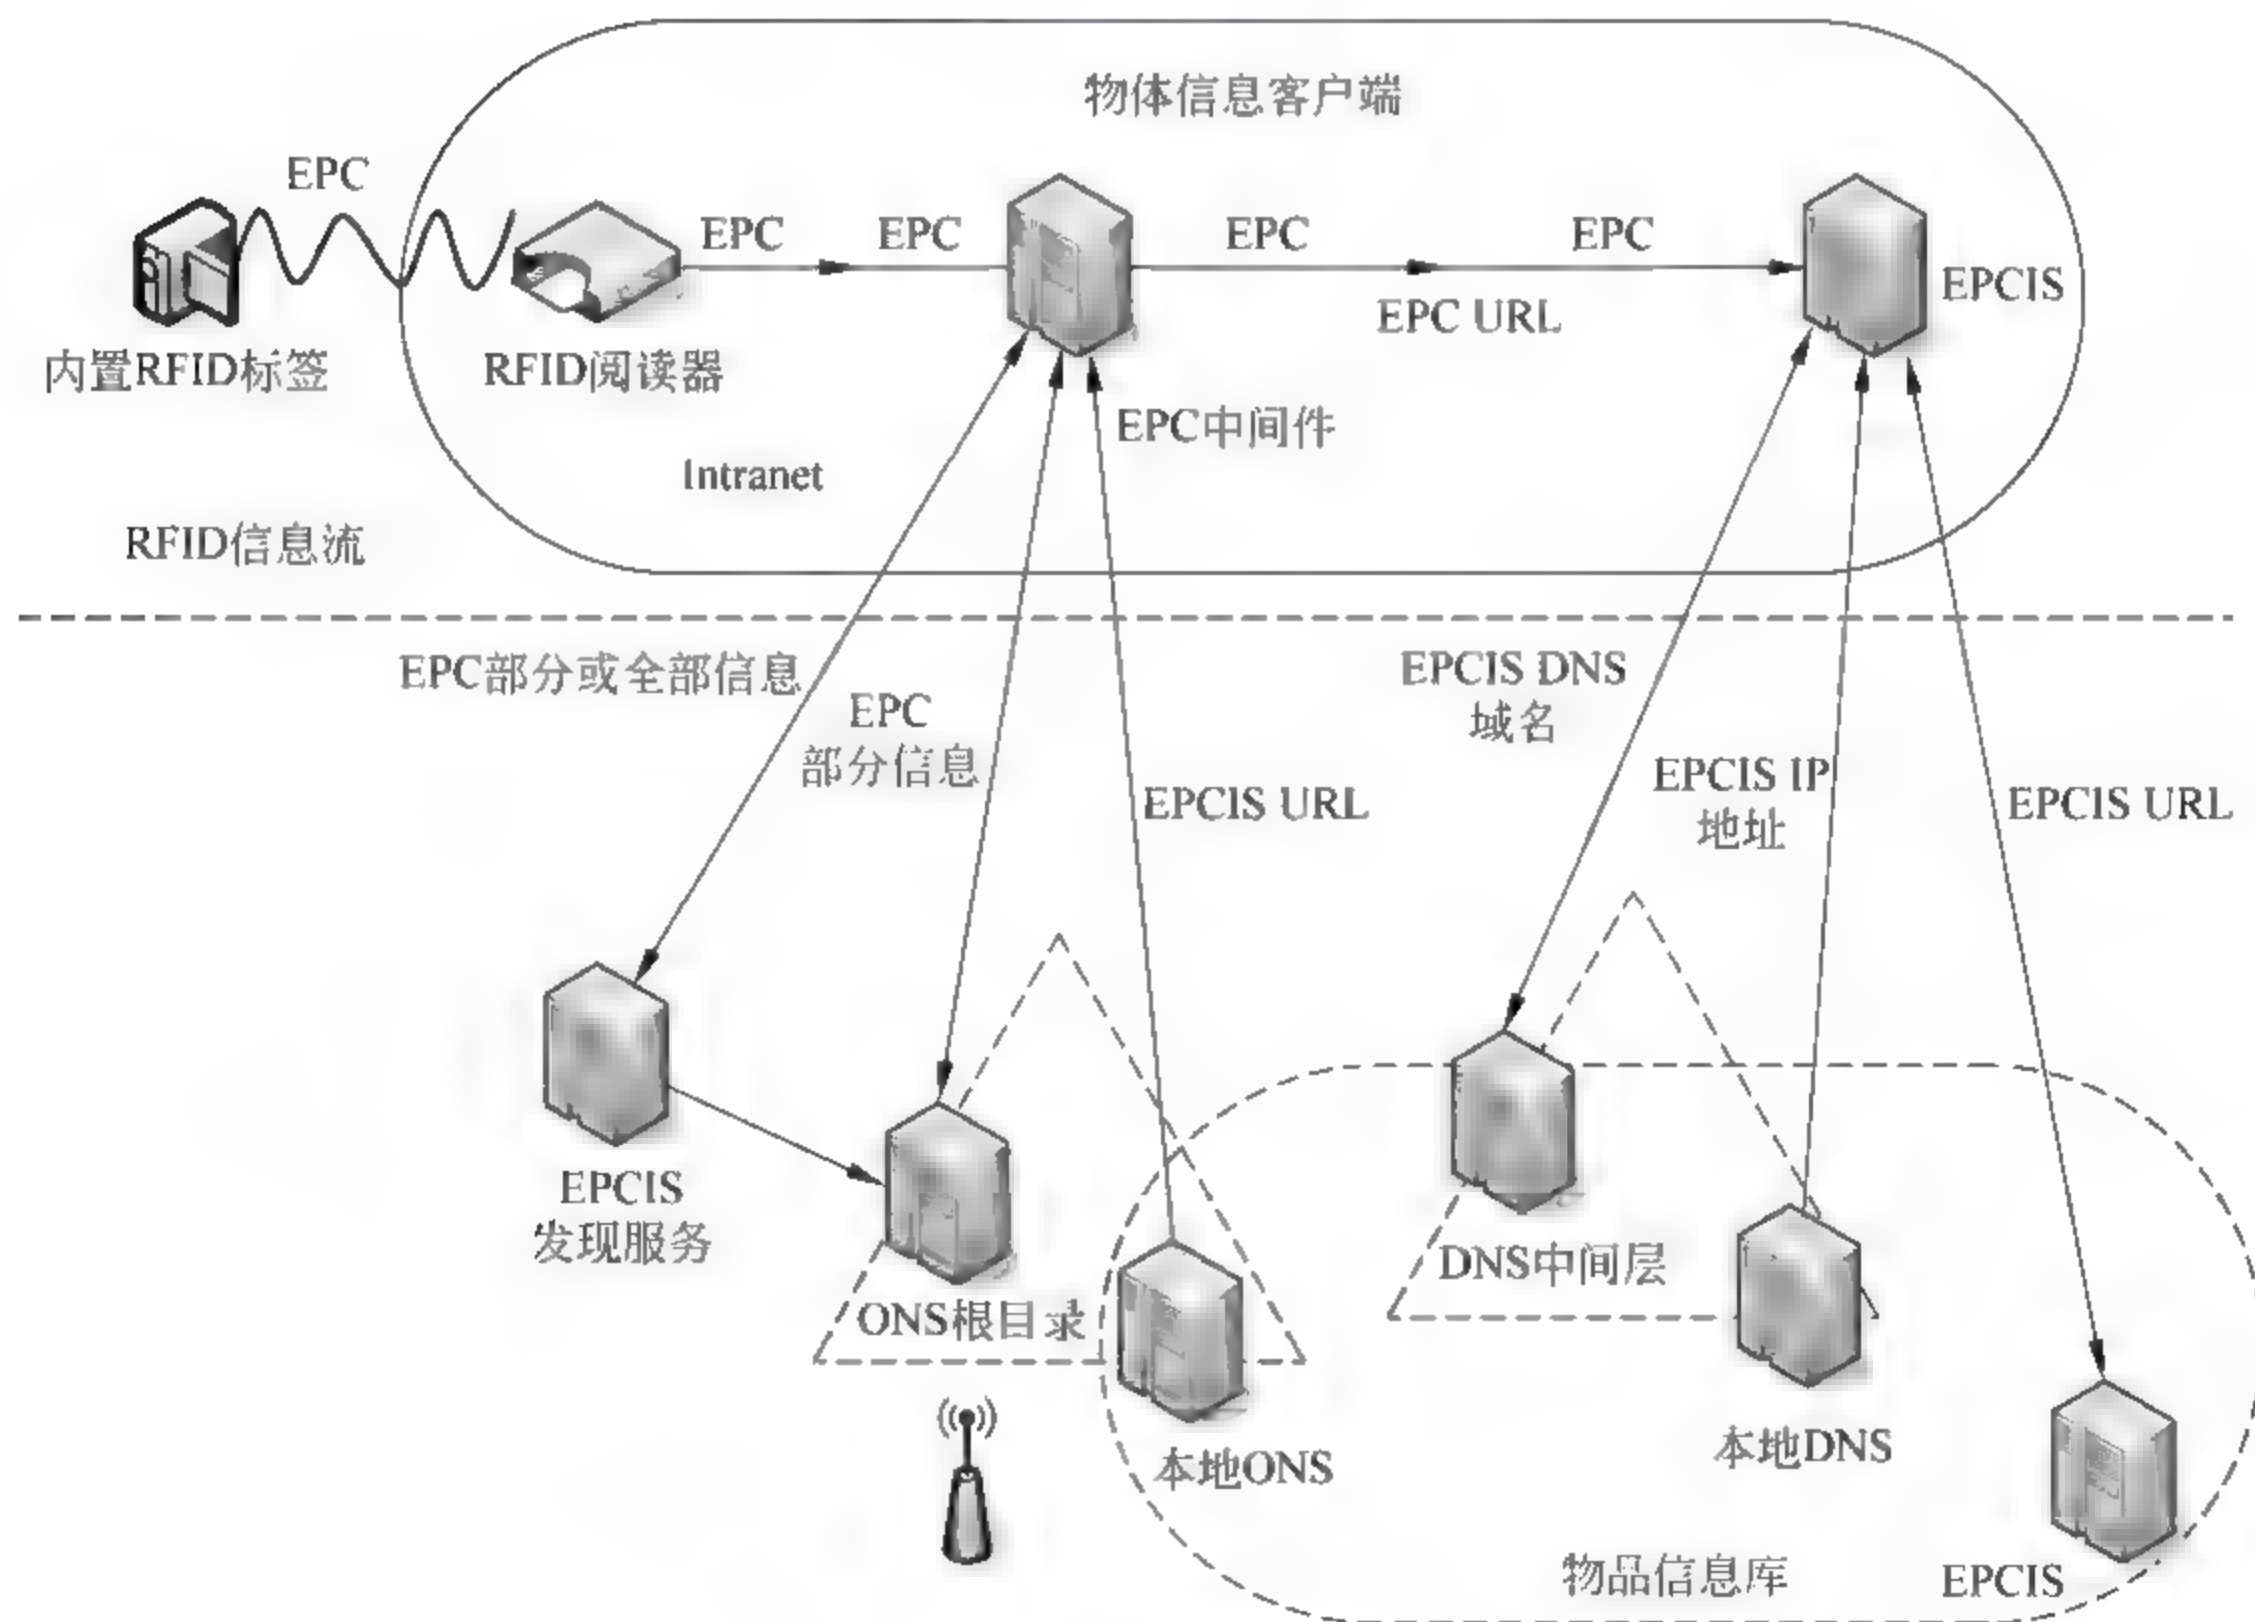 物体信息客户端
EPC
EPC
EPC
EPC
EPC
EPCIS
EPC URL
内置RFID标签
RFID阅读器
EPC中间件
Intranet
RFID信息流
EPC部分或全部信息
EPC
部分信息
EPCIS DNS
域名
EPCIS IP
地址
EPCIS URL
EPCIS URL
EPCIS
发现服务
ONS根目录
DNS中间层
本地ONS
本地DNS
物品信息库
EPCIS